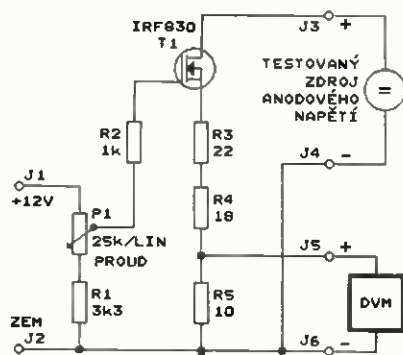 IRF830
T1
J3
+
TESTOVANÝ
ZDROJ
ANODOVÉHO
NAPĚTÍ
=
R2
1k
R3
22
J4
-
J1
+12V
P1
25k/LIN
PROUD
R4
18
J5
+
R1
3k3
R5
10
DVM
ZEM
J2
J6
-